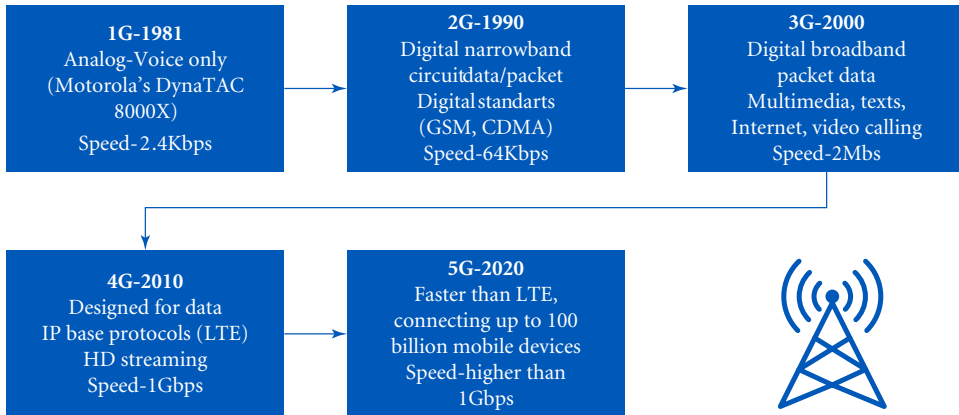 1G-1981
Analog-Voice only
(Motorola's DynaTAC
8000X)
Speed-2.4Kbps
2G-1990
Digital narrowband
circuitdata/packet
Digital standarts
(GSM, CDMA)
Speed-64Kbps
3G-2000
Digital broadband
packet data
Multimedia, texts,
Internet, video calling
Speed-2Mbs
4G-2010
Designed for data
IP base protocols (LTE)
HD streaming
Speed-1Gbps
5G-2020
Faster than LTE,
connecting up to 100
billion mobile devices
Speed-higher than
1Gbps